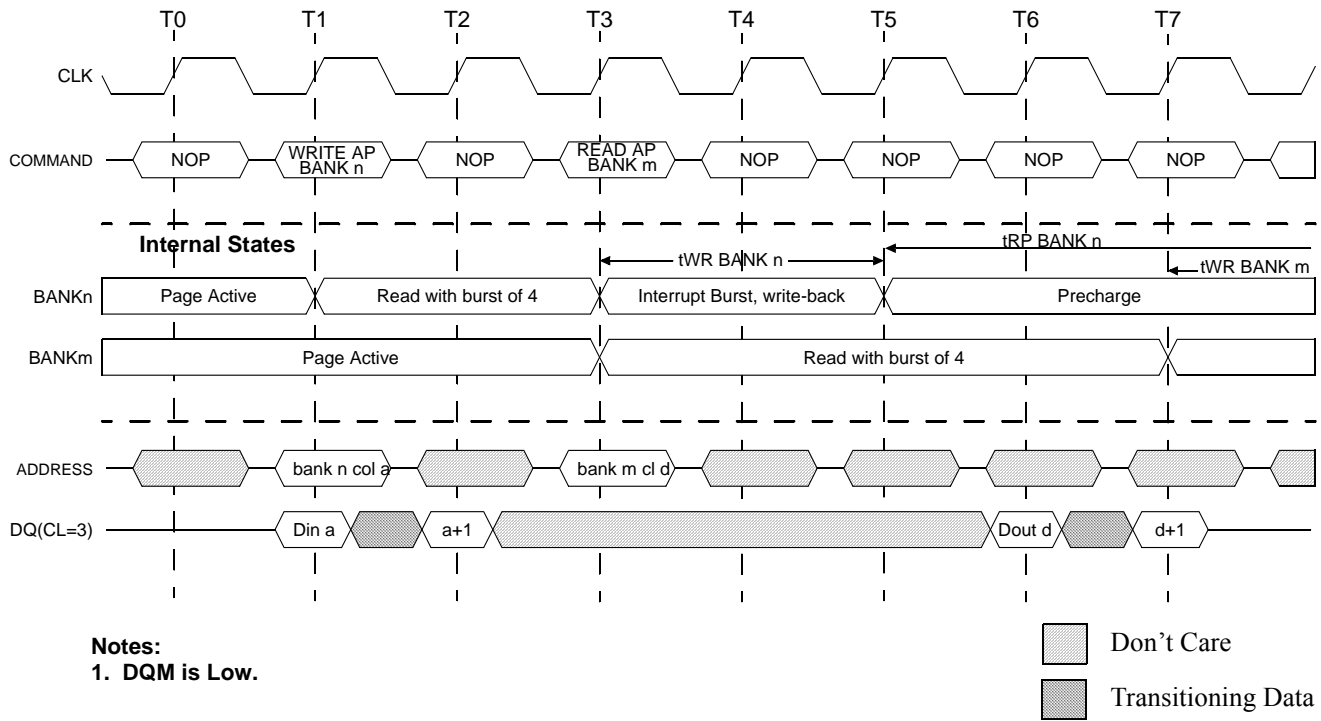 T0 T1 T2 T3 T4 T5 T6 T7
CLK
COMMAND NOP WRITE AP BANK n NOP READ AP BANK m NOP NOP NOP NOP
Internal States
tRP BANK n
tWR BANK n
tWR BANK m
BANKn Page Active Read with burst of 4 Interrupt Burst, write-back Precharge
BANKm Page Active Read with burst of 4
ADDRESS bank n col a bank m cl d
DQ(CL=3) Din a a+1 Dout d d+1
Notes:
1. DQM is Low.
Don't Care
Transitioning Data